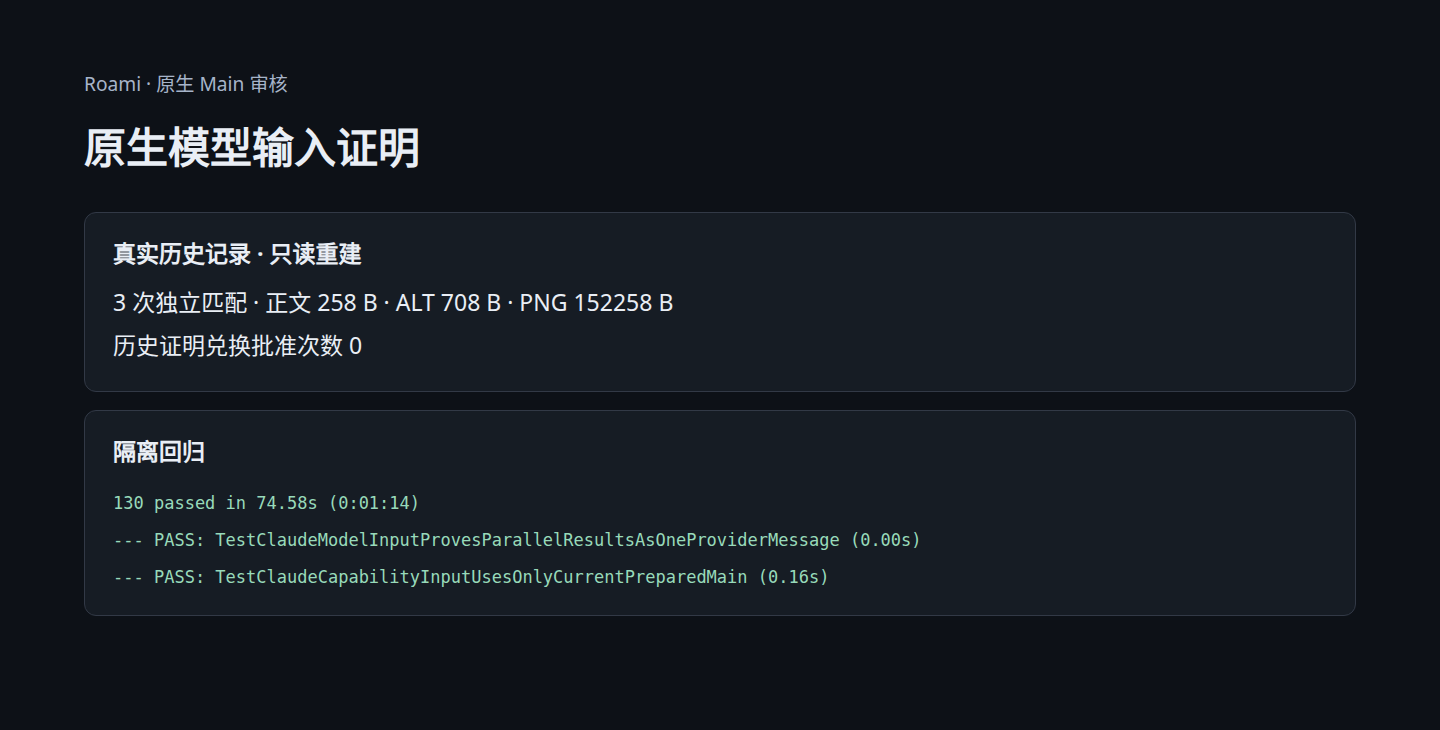 Roami · 原生 Main 审核
原生模型输入证明
真实历史记录 · 只读重建
3 次独立匹配 · 正文 258 B · ALT 708 B · PNG 152258 B
历史证明兑换批准次数 0
隔离回归
130 passed in 74.58s (0:01:14)
--- PASS: TestClaudeModelInputProvesParallelResultsAsOneProviderMessage (0.00s)
--- PASS: TestClaudeCapabilityInputUsesOnlyCurrentPreparedMain (0.16s)